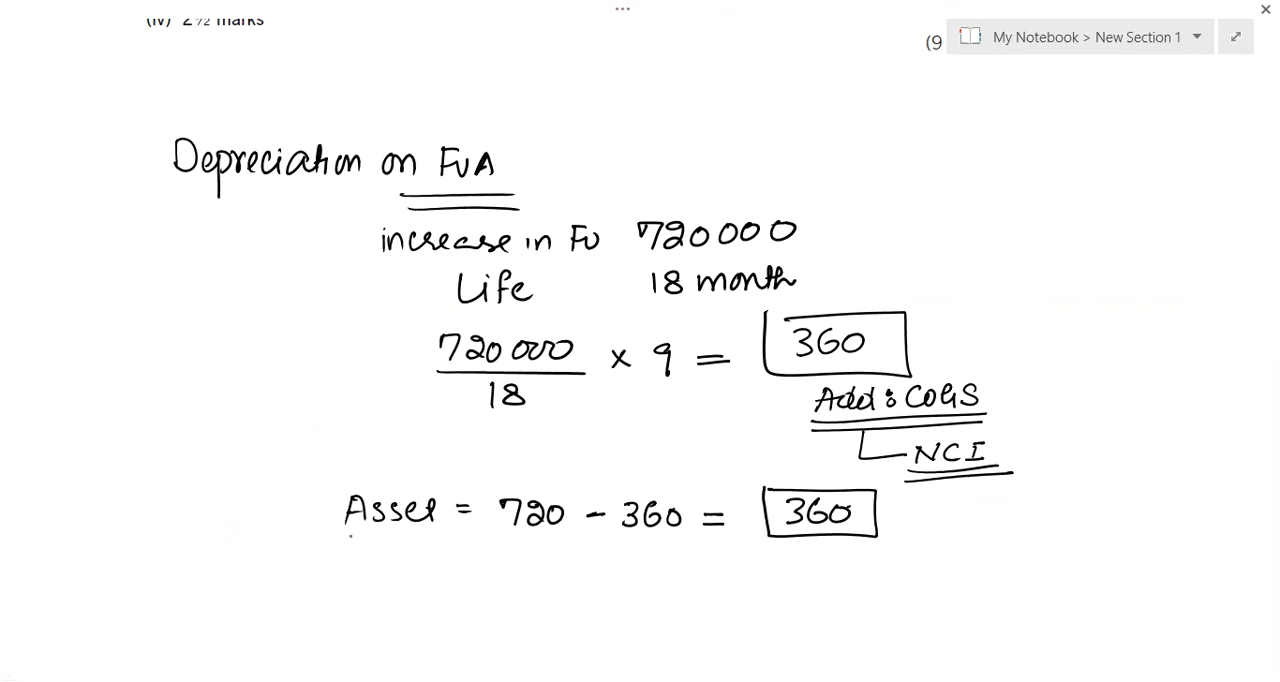 (iv) 2½ marks
(9
My Notebook > New Section 1
Depreciation on FVA
increase in FV 720000
Life 18 month
720000 / 18 × 9 = 360
Add: COGS
NCI
Asset = 720 - 360 = 360